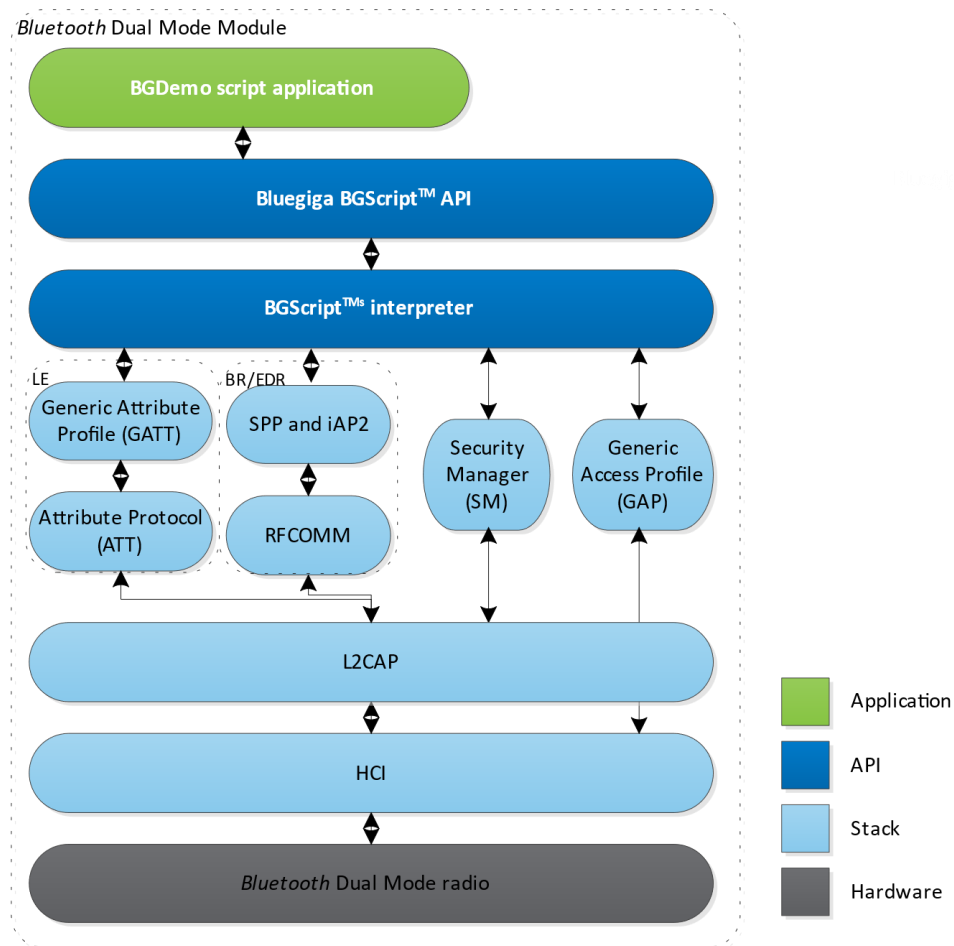 Bluetooth Dual Mode Module
BGDemo script application
Bluegiga BGScript™ API
BGScript™s interpreter
LE
Generic Attribute
Profile (GATT)
Attribute Protocol
(ATT)
BR/EDR
SPP and iAP2
RFCOMM
Security
Manager
(SM)
Generic
Access Profile
(GAP)
L2CAP
HCI
Bluetooth Dual Mode radio
Application
API
Stack
Hardware